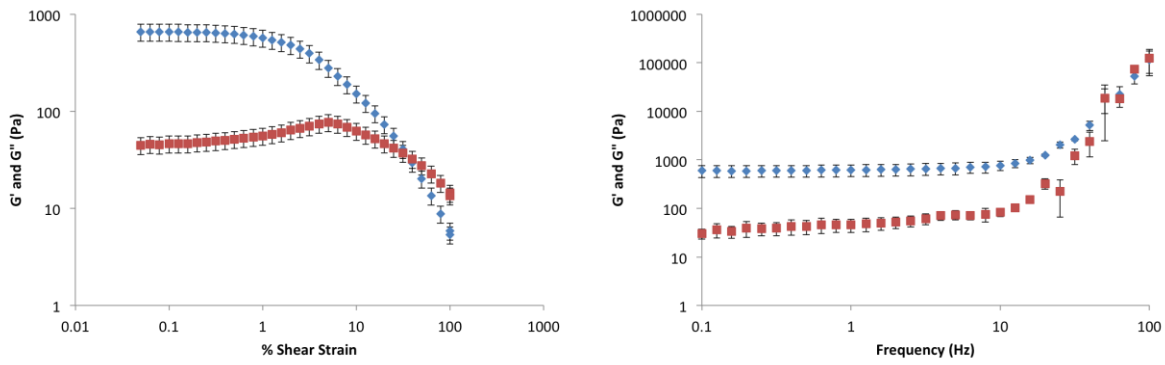 1000
100
10
1
G' and G" (Pa)
0.01 0.1 1 10 100 1000
% Shear Strain
1000000
100000
10000
1000
100
10
1
G' and G" (Pa)
0.1 1 10 100
Frequency (Hz)